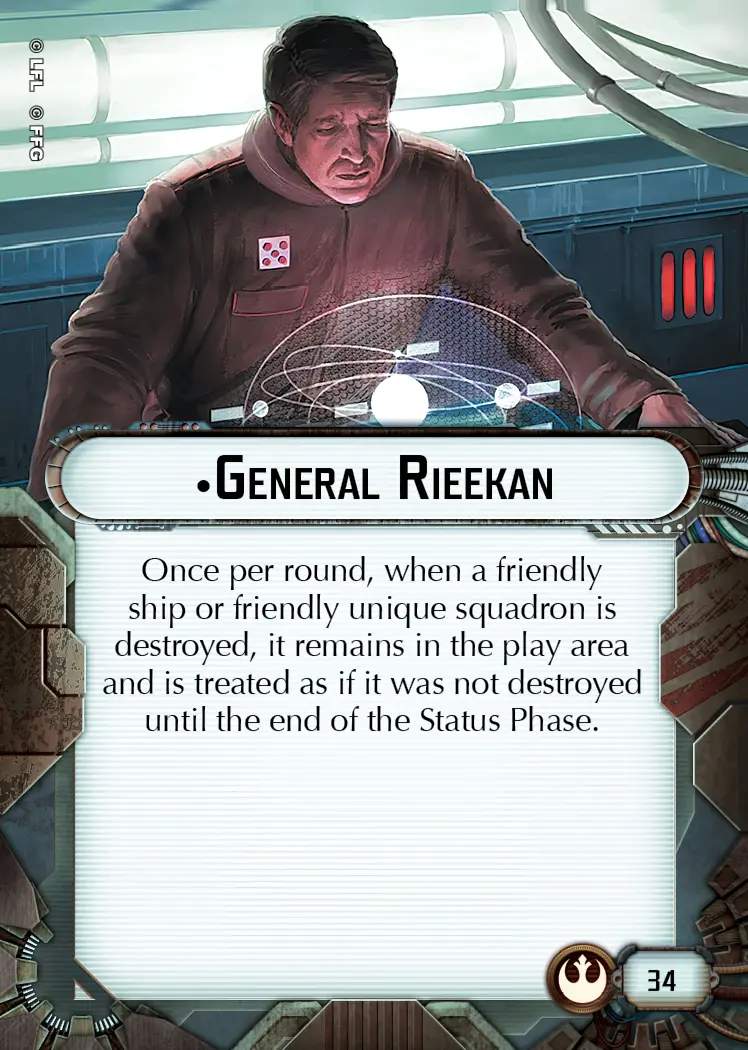 © LFL © FFG
•General Rieekan
Once per round, when a friendly
ship or friendly unique squadron is
destroyed, it remains in the play area
and is treated as if it was not destroyed
until the end of the Status Phase.
34